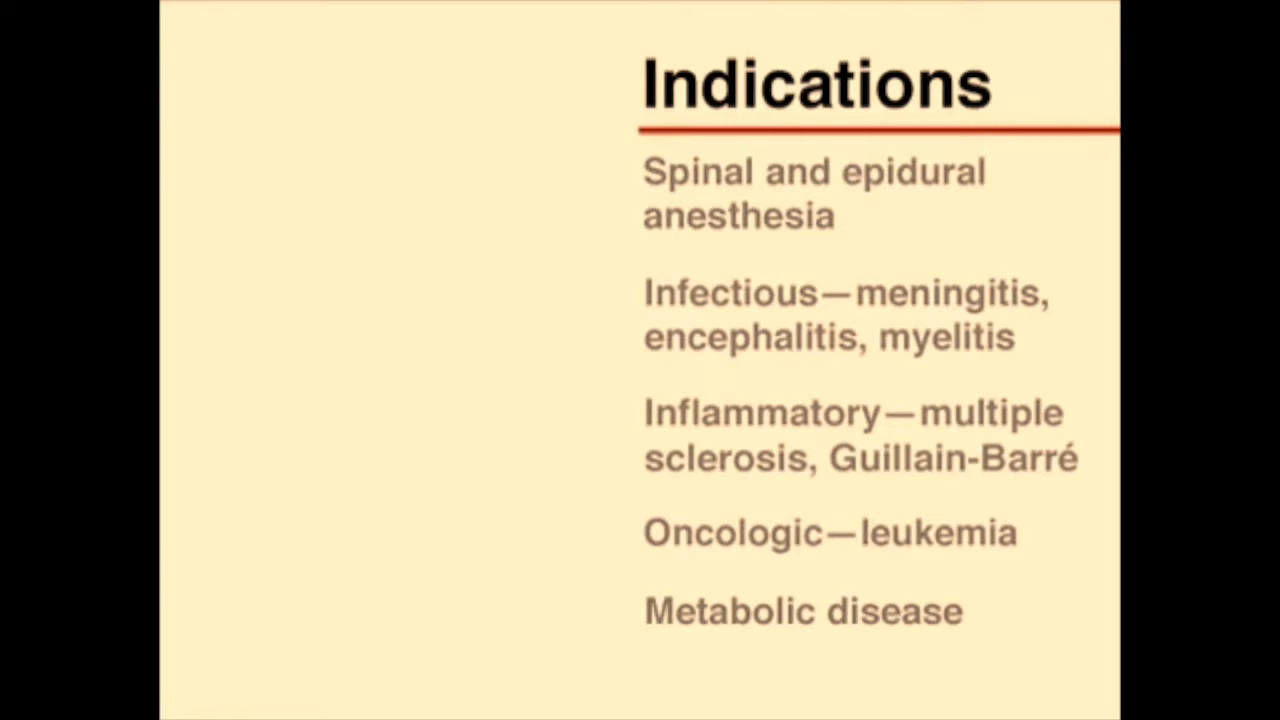 Indications
Spinal and epidural
anesthesia
Infectious—meningitis,
encephalitis, myelitis
Inflammatory—multiple
sclerosis, Guillain-Barré
Oncologic—leukemia
Metabolic disease